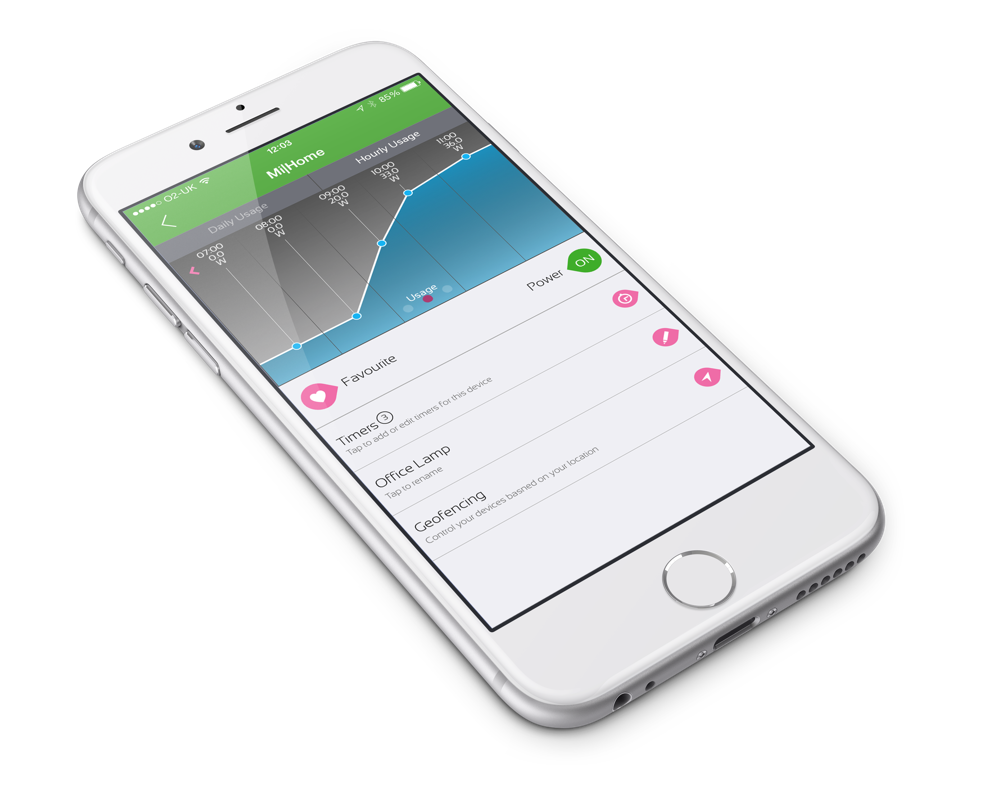 O2-UK 12:03 85%
Mi|Home
Daily Usage Hourly Usage
07:00 08:00 09:00 10:00 11:00
0.0 0.0 20.0 33.0 36.0
W W W W W
Usage
Favourite Power ON
Timers 3
Tap to add or edit timers for this device
Office Lamp
Tap to rename
Geofencing
Control your devices basned on your location